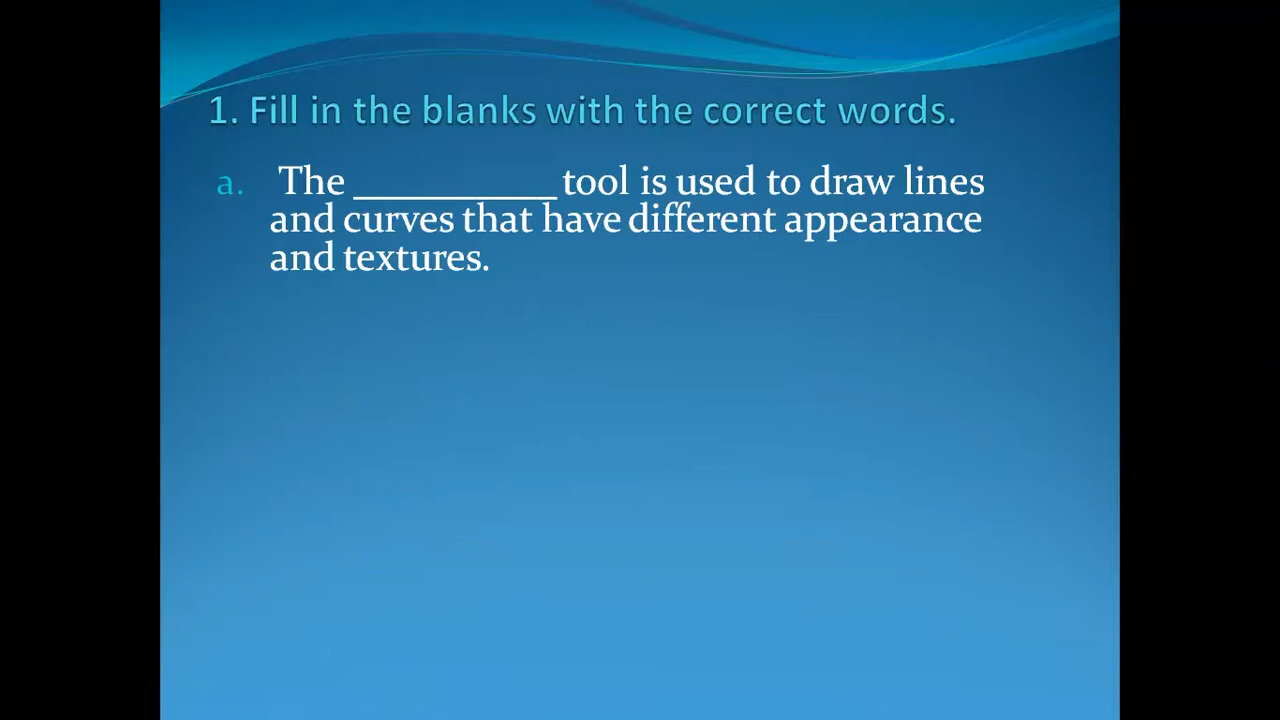 1. Fill in the blanks with the correct words.
a. The __________ tool is used to draw lines
and curves that have different appearance
and textures.